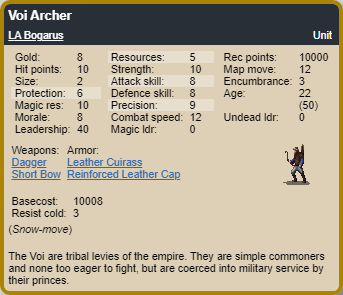 Voi Archer
LA Bogarus Unit
Gold: 8 Resources: 5 Rec points: 10000
Hit points: 10 Strength: 10 Map move: 12
Size: 2 Attack skill: 8 Encumbrance: 3
Protection: 6 Defence skill: 8 Age: 22
Magic res: 10 Precision: 9 (50)
Morale: 8 Combat speed: 12 Undead ldr: 0
Leadership: 40 Magic ldr: 0
Weapons: Armor:
Dagger Leather Cuirass
Short Bow Reinforced Leather Cap
Basecost: 10008
Resist cold: 3
(Snow-move)
The Voi are tribal levies of the empire. They are simple commoners
and none too eager to fight, but are coerced into military service by
their princes.